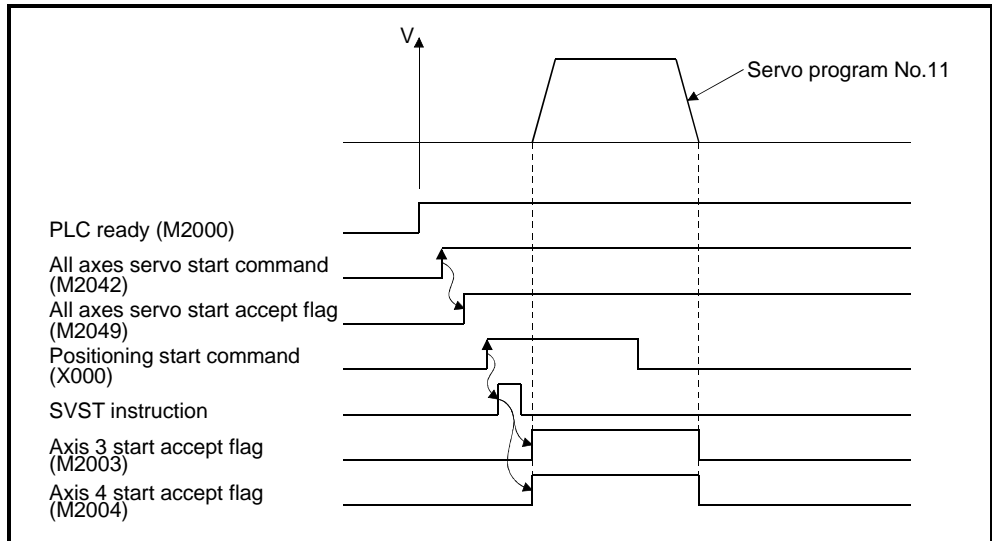 V
Servo program No.11
PLC ready (M2000)
All axes servo start command
(M2042)
All axes servo start accept flag
(M2049)
Positioning start command
(X000)
SVST instruction
Axis 3 start accept flag
(M2003)
Axis 4 start accept flag
(M2004)